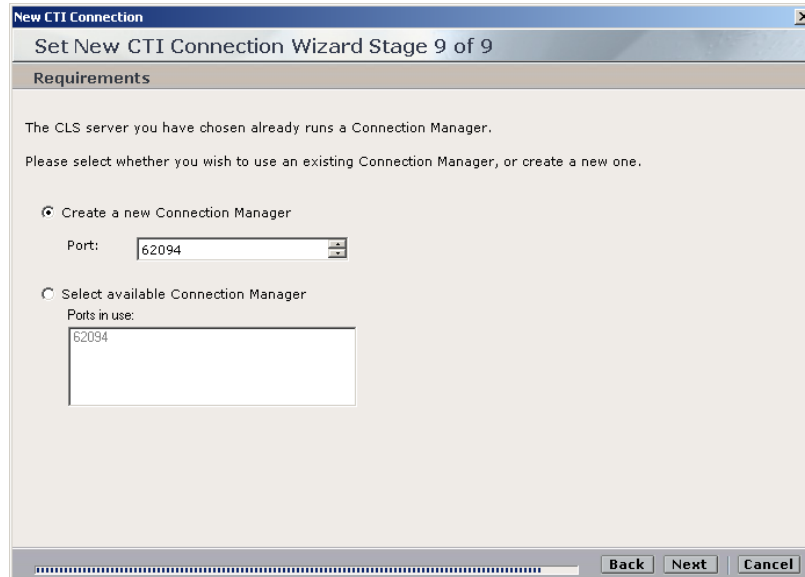 New CTI Connection
Set New CTI Connection Wizard Stage 9 of 9
Requirements
The CLS server you have chosen already runs a Connection Manager.
Please select whether you wish to use an existing Connection Manager, or create a new one.
Create a new Connection Manager
Port: 62094
Select available Connection Manager
Ports in use:
62094
Back Next Cancel